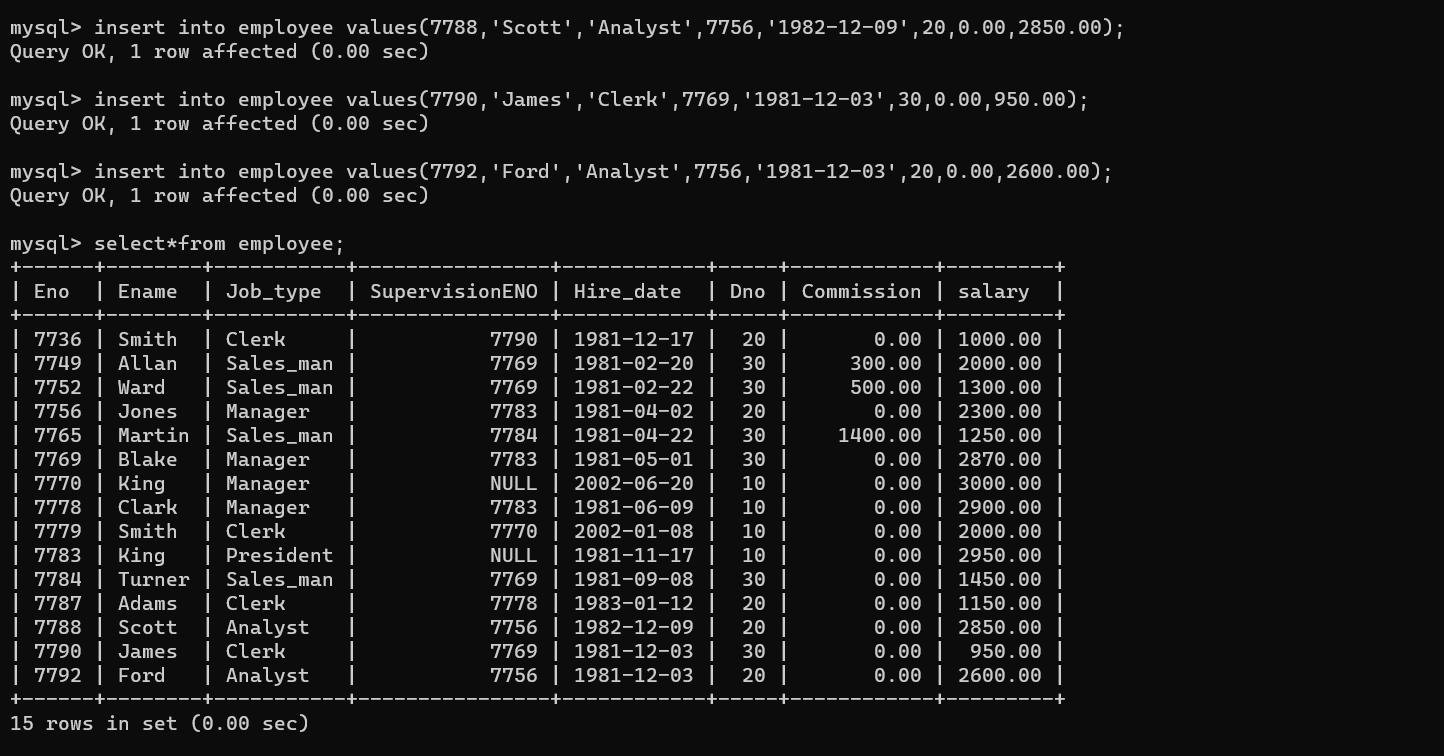 mysql> insert into employee values(7788,'Scott','Analyst',7756,'1982-12-09',20,0.00,2850.00);
Query OK, 1 row affected (0.00 sec)

mysql> insert into employee values(7790,'James','Clerk',7769,'1981-12-03',30,0.00,950.00);
Query OK, 1 row affected (0.00 sec)

mysql> insert into employee values(7792,'Ford','Analyst',7756,'1981-12-03',20,0.00,2600.00);
Query OK, 1 row affected (0.00 sec)

mysql> select*from employee;
+------+--------+-----------+----------------+------------+-----+------------+---------+
| Eno  | Ename  | Job_type  | SupervisionENO | Hire_date  | Dno | Commission | salary  |
+------+--------+-----------+----------------+------------+-----+------------+---------+
| 7736 | Smith  | Clerk     |           7790 | 1981-12-17 |  20 |       0.00 | 1000.00 |
| 7749 | Allan  | Sales_man |           7769 | 1981-02-20 |  30 |     300.00 | 2000.00 |
| 7752 | Ward   | Sales_man |           7769 | 1981-02-22 |  30 |     500.00 | 1300.00 |
| 7756 | Jones  | Manager   |           7783 | 1981-04-02 |  20 |       0.00 | 2300.00 |
| 7765 | Martin | Sales_man |           7784 | 1981-04-22 |  30 |    1400.00 | 1250.00 |
| 7769 | Blake  | Manager   |           7783 | 1981-05-01 |  30 |       0.00 | 2870.00 |
| 7770 | King   | Manager   |           NULL | 2002-06-20 |  10 |       0.00 | 3000.00 |
| 7778 | Clark  | Manager   |           7783 | 1981-06-09 |  10 |       0.00 | 2900.00 |
| 7779 | Smith  | Clerk     |           7770 | 2002-01-08 |  10 |       0.00 | 2000.00 |
| 7783 | King   | President |           NULL | 1981-11-17 |  10 |       0.00 | 2950.00 |
| 7784 | Turner | Sales_man |           7769 | 1981-09-08 |  30 |       0.00 | 1450.00 |
| 7787 | Adams  | Clerk     |           7778 | 1983-01-12 |  20 |       0.00 | 1150.00 |
| 7788 | Scott  | Analyst   |           7756 | 1982-12-09 |  20 |       0.00 | 2850.00 |
| 7790 | James  | Clerk     |           7769 | 1981-12-03 |  30 |       0.00 |  950.00 |
| 7792 | Ford   | Analyst   |           7756 | 1981-12-03 |  20 |       0.00 | 2600.00 |
+------+--------+-----------+----------------+------------+-----+------------+---------+
15 rows in set (0.00 sec)